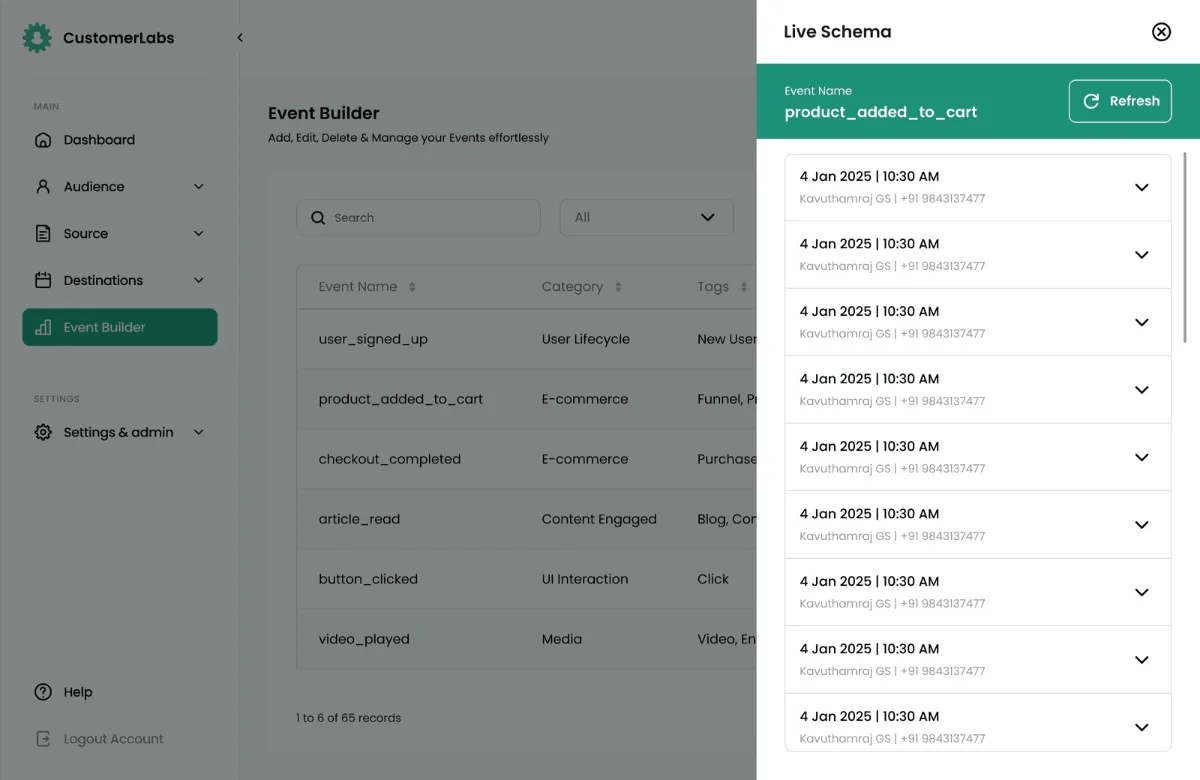 CustomerLabs
MAIN
Dashboard
Audience
Source
Destinations
Event Builder
SETTINGS
Settings & admin
Help
Logout Account
Event Builder
Add, Edit, Delete & Manage your Events effortlessly
Search
All
Event Name Category Tags
user_signed_up User Lifecycle New User
product_added_to_cart E-commerce Funnel,
checkout_completed E-commerce Purchase
article_read Content Engaged Blog,
button_clicked UI Interaction Click
video_played Media Video,
1 to 6 of 65 records
Live Schema
Event Name
product_added_to_cart
Refresh
4 Jan 2025 | 10:30 AM
Kavuthamraj GS | +91 9843137477
4 Jan 2025 | 10:30 AM
Kavuthamraj GS | +91 9843137477
4 Jan 2025 | 10:30 AM
Kavuthamraj GS | +91 9843137477
4 Jan 2025 | 10:30 AM
Kavuthamraj GS | +91 9843137477
4 Jan 2025 | 10:30 AM
Kavuthamraj GS | +91 9843137477
4 Jan 2025 | 10:30 AM
Kavuthamraj GS | +91 9843137477
4 Jan 2025 | 10:30 AM
Kavuthamraj GS | +91 9843137477
4 Jan 2025 | 10:30 AM
Kavuthamraj GS | +91 9843137477
4 Jan 2025 | 10:30 AM
Kavuthamraj GS | +91 9843137477